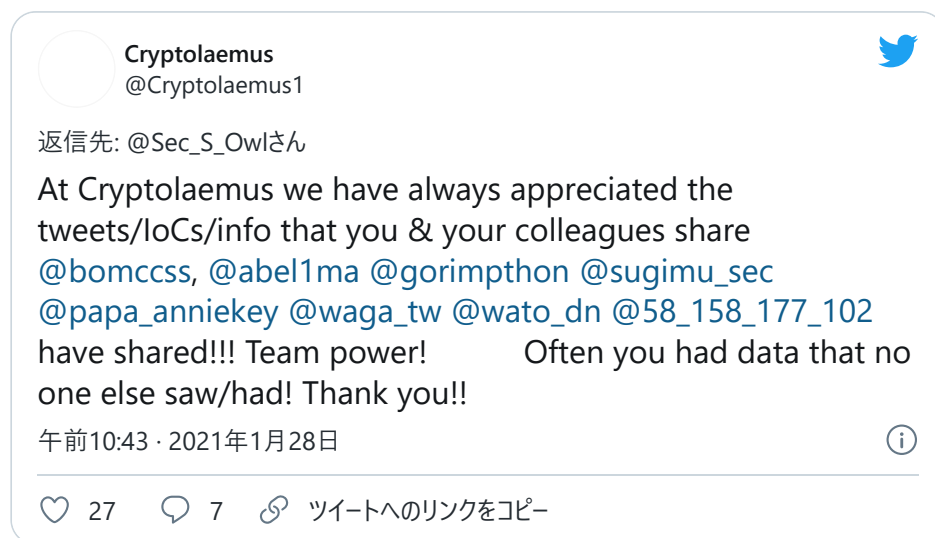 Cryptolaemus
@Cryptolaemus1
返信先: @Sec_S_Owlさん
At Cryptolaemus we have always appreciated the
tweets/IoCs/info that you & your colleagues share
@bomccss, @abel1ma @gorimpthon @sugimu_sec
@papa_anniekey @waga_tw @wato_dn @58_158_177_102
have shared!!! Team power! Often you had data that no
one else saw/had! Thank you!!
午前10:43 · 2021年1月28日
27 7 ツイートへのリンクをコピー